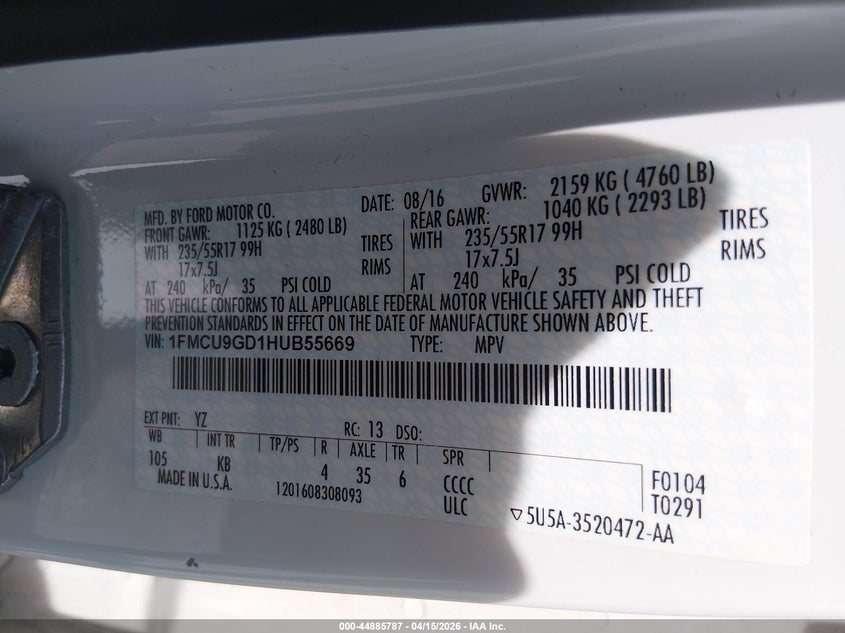 MFD. BY FORD MOTOR CO. DATE: 08/16 GVWR: 2159 KG ( 4760 LB)
FRONT GAWR: 1125 KG ( 2480 LB) REAR GAWR: 1040 KG ( 2293 LB)
WITH 235/55R17 99H TIRES WITH 235/55R17 99H TIRES
17x7.5J RIMS 17x7.5J RIMS
AT 240 kPa/ 35 PSI COLD AT 240 kPa/ 35 PSI COLD
THIS VEHICLE CONFORMS TO ALL APPLICABLE FEDERAL MOTOR VEHICLE SAFETY AND THEFT
PREVENTION STANDARDS IN EFFECT ON THE DATE OF MANUFACTURE SHOWN ABOVE.
VIN: 1FMCU9GD1HUB55669 TYPE: MPV
EXT PNT: YZ RC: 13 DSO:
WB INT TR TP/PS R AXLE TR SPR
105 KB 4 35 6 CCCC F0104
MADE IN U.S.A. 1201608308093 ULC T0291
▽5U5A-3520472-AA
000-44885787 - 04/15/2026 - IAA Inc.